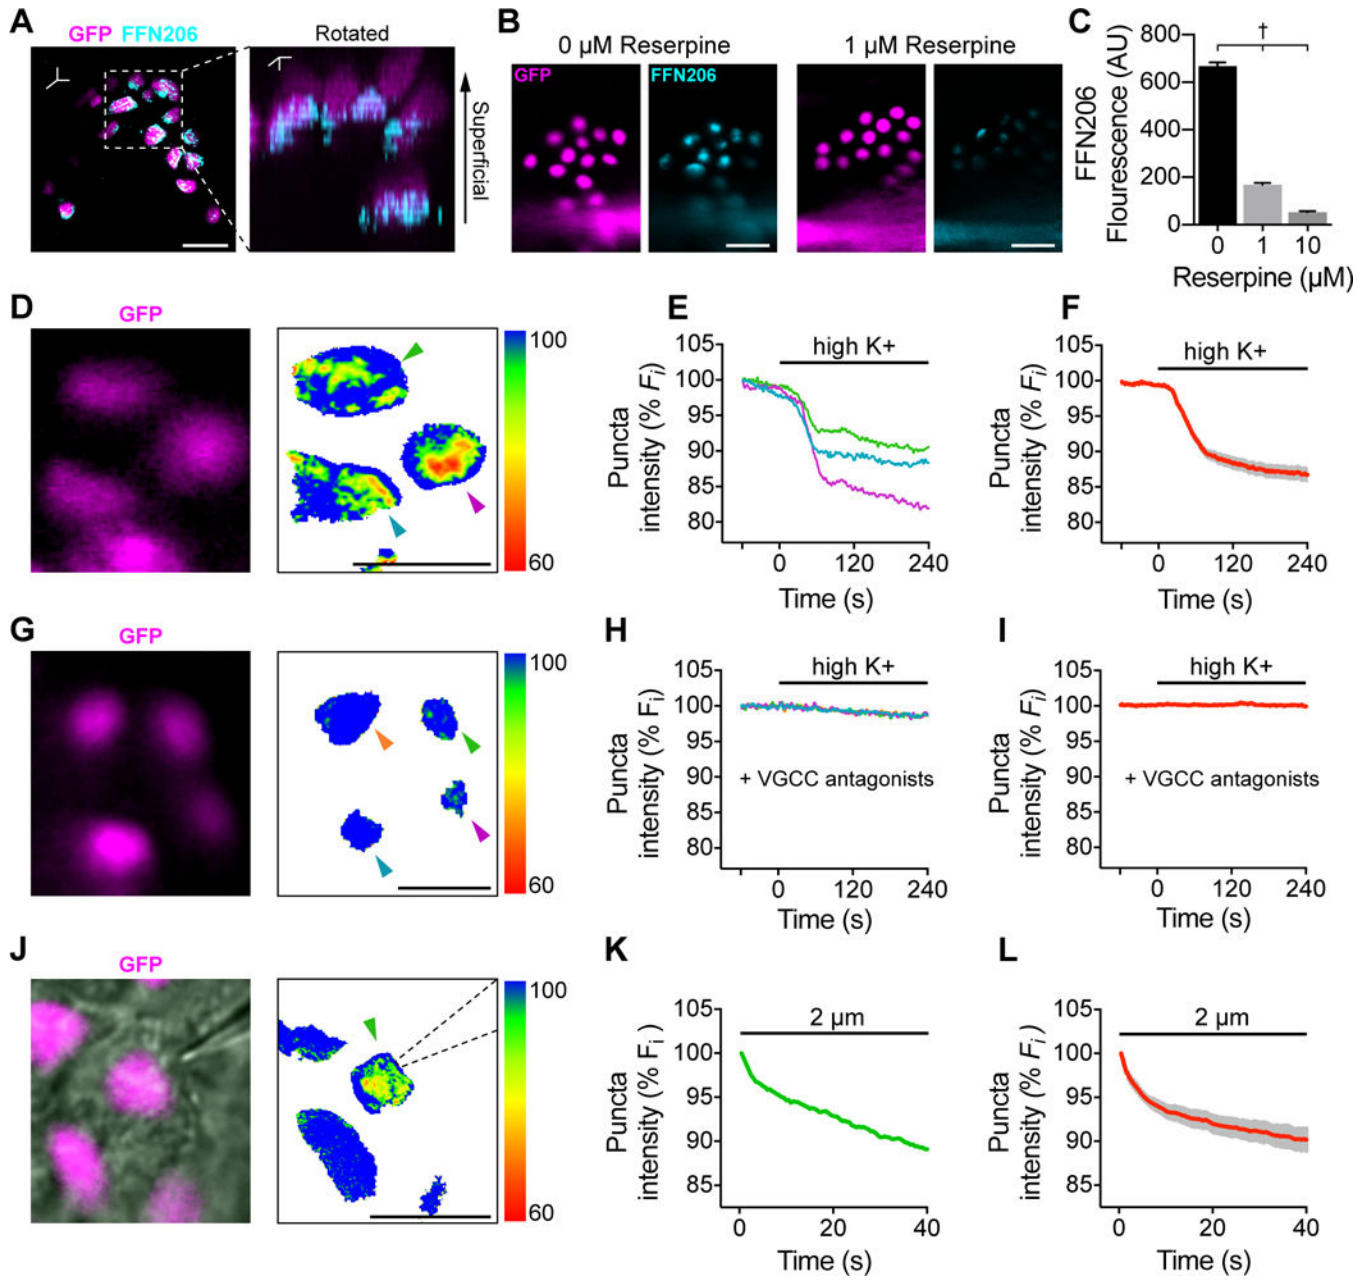 A
GFP FFN206
Rotated
Superficial
B
0 µM Reserpine
1 µM Reserpine
GFP
FFN206
C
FFN206
Flourescence (AU)
800
600
400
200
0
†
0 1 10
Reserpine (µM)
D
GFP
100
60
E
Puncta
intensity (% Fi)
105
100
95
90
85
80
high K+
0 120 240
Time (s)
F
Puncta
intensity (% Fi)
105
100
95
90
85
80
high K+
0 120 240
Time (s)
G
GFP
100
60
H
Puncta
intensity (% Fi)
105
100
95
90
85
80
high K+
+ VGCC antagonists
0 120 240
Time (s)
I
Puncta
intensity (% Fi)
105
100
95
90
85
80
high K+
+ VGCC antagonists
0 120 240
Time (s)
J
GFP
100
60
K
Puncta
intensity (% Fi)
105
100
95
90
85
2 µm
0 20 40
Time (s)
L
Puncta
intensity (% Fi)
105
100
95
90
85
2 µm
0 20 40
Time (s)